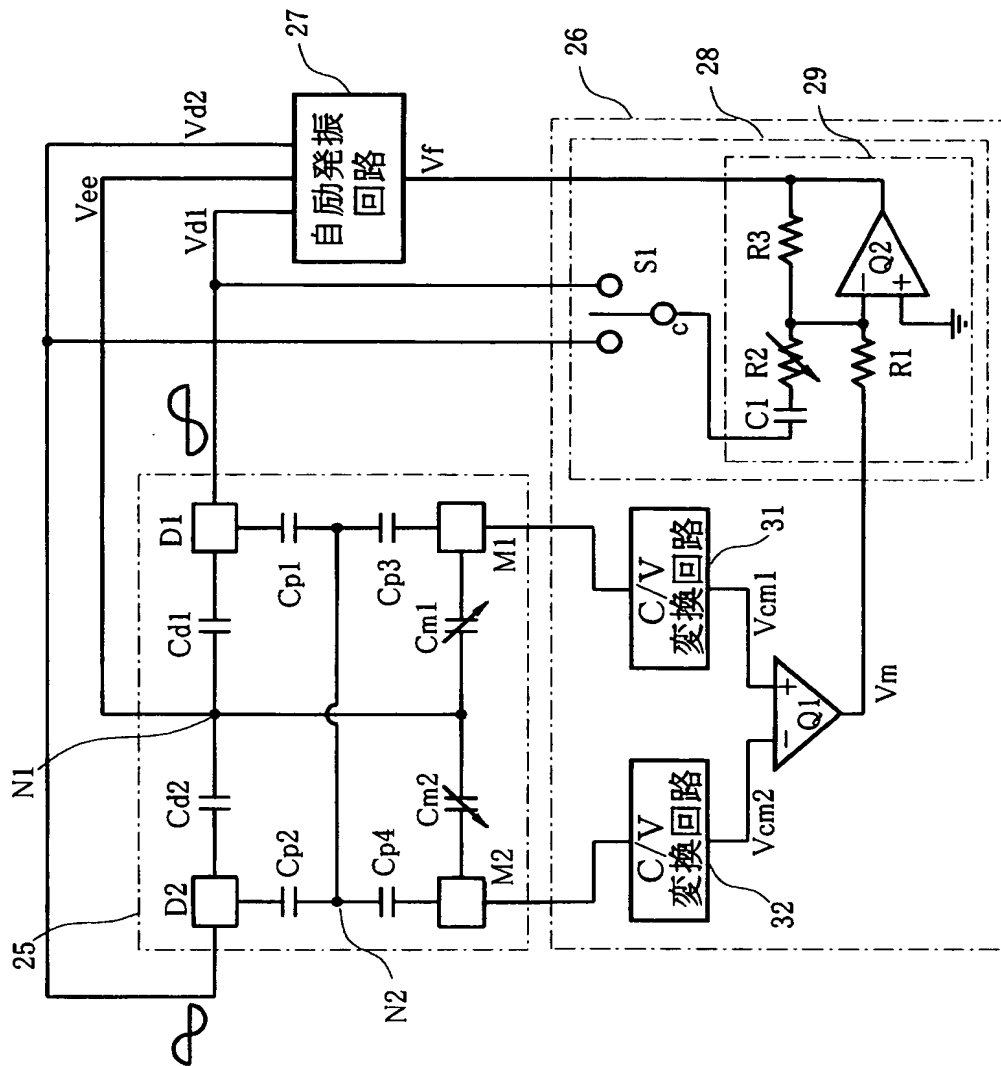 25
D2
Cd2
N1
Cd1
D1
Vd2
Vee
Vd1
27
自励発振
回路
Vf
Cp2
Cp1
Cp4
Cp3
N2
M2
Cm2
Cm1
M1
S1
c
26
28
29
C1
R2
R3
R1
Q2
−
+
C/V
変換回路
32
C/V
変換回路
31
Vcm2
Vcm1
−
+
Q1
Vm